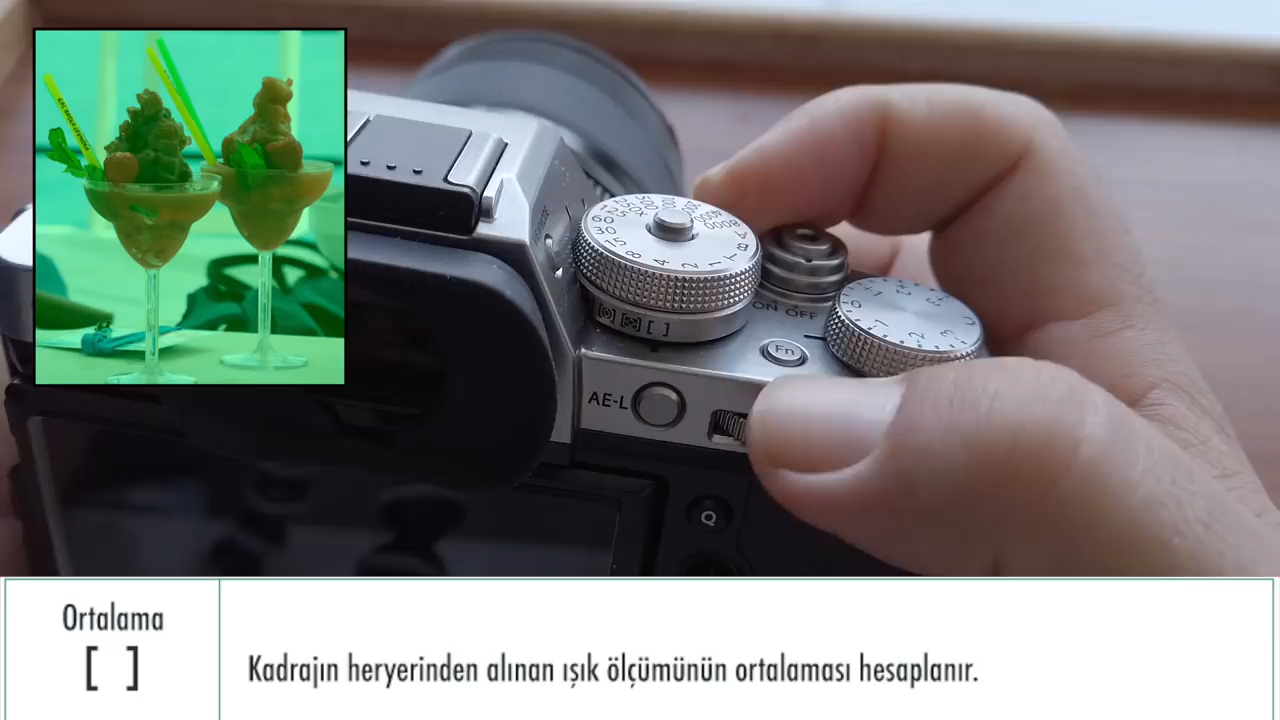 ON OFF
Fn
AE-L
Q
Ortalama
[ ]
Kadrajın heryerinden alınan ışık ölçümünün ortalaması hesaplanır.